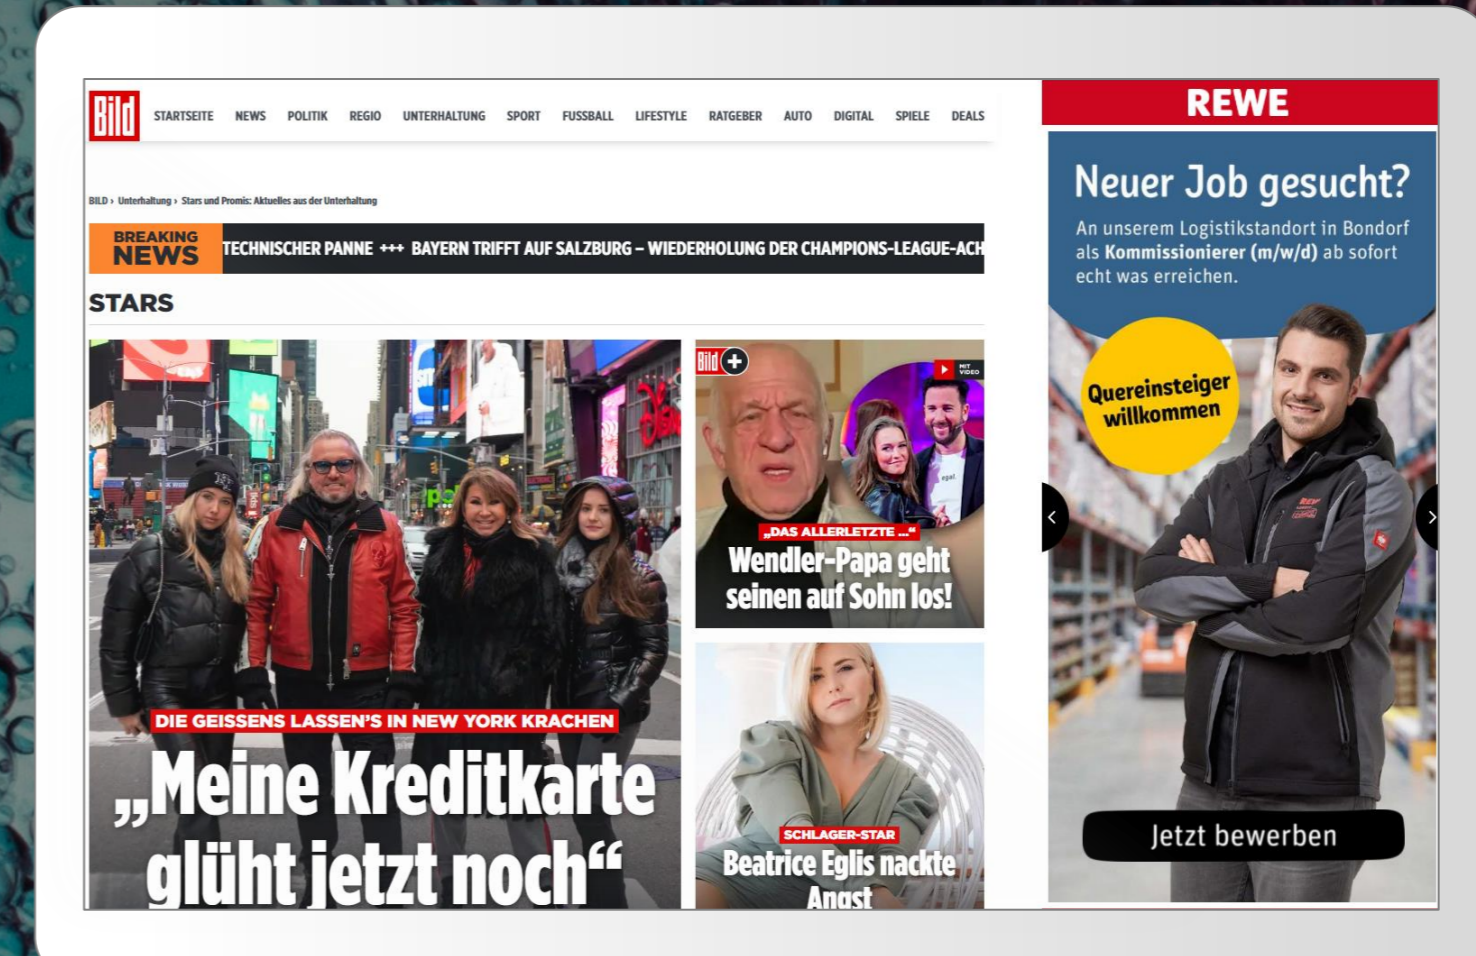 Bild
STARTSEITE NEWS POLITIK REGIO UNTERHALTUNG SPORT FUSSBALL LIFESTYLE RATGEBER AUTO DIGITAL SPIELE DEALS
BILD › Unterhaltung › Stars und Promis: Aktuelles aus der Unterhaltung
BREAKING
NEWS
TECHNISCHER PANNE +++ BAYERN TRIFFT AUF SALZBURG – WIEDERHOLUNG DER CHAMPIONS-LEAGUE-ACH
STARS
DIE GEISSENS LASSEN'S IN NEW YORK KRACHEN
„Meine Kreditkarte
glüht jetzt noch“
Bild +
MIT
VIDEO
egal.
„DAS ALLERLETZTE ...“
Wendler-Papa geht
seinen auf Sohn los!
SCHLAGER-STAR
Beatrice Eglis nackte
Angst
REWE
Neuer Job gesucht?
An unserem Logistikstandort in Bondorf
als Kommissionierer (m/w/d) ab sofort
echt was erreichen.
Quereinsteiger
willkommen
Jetzt bewerben